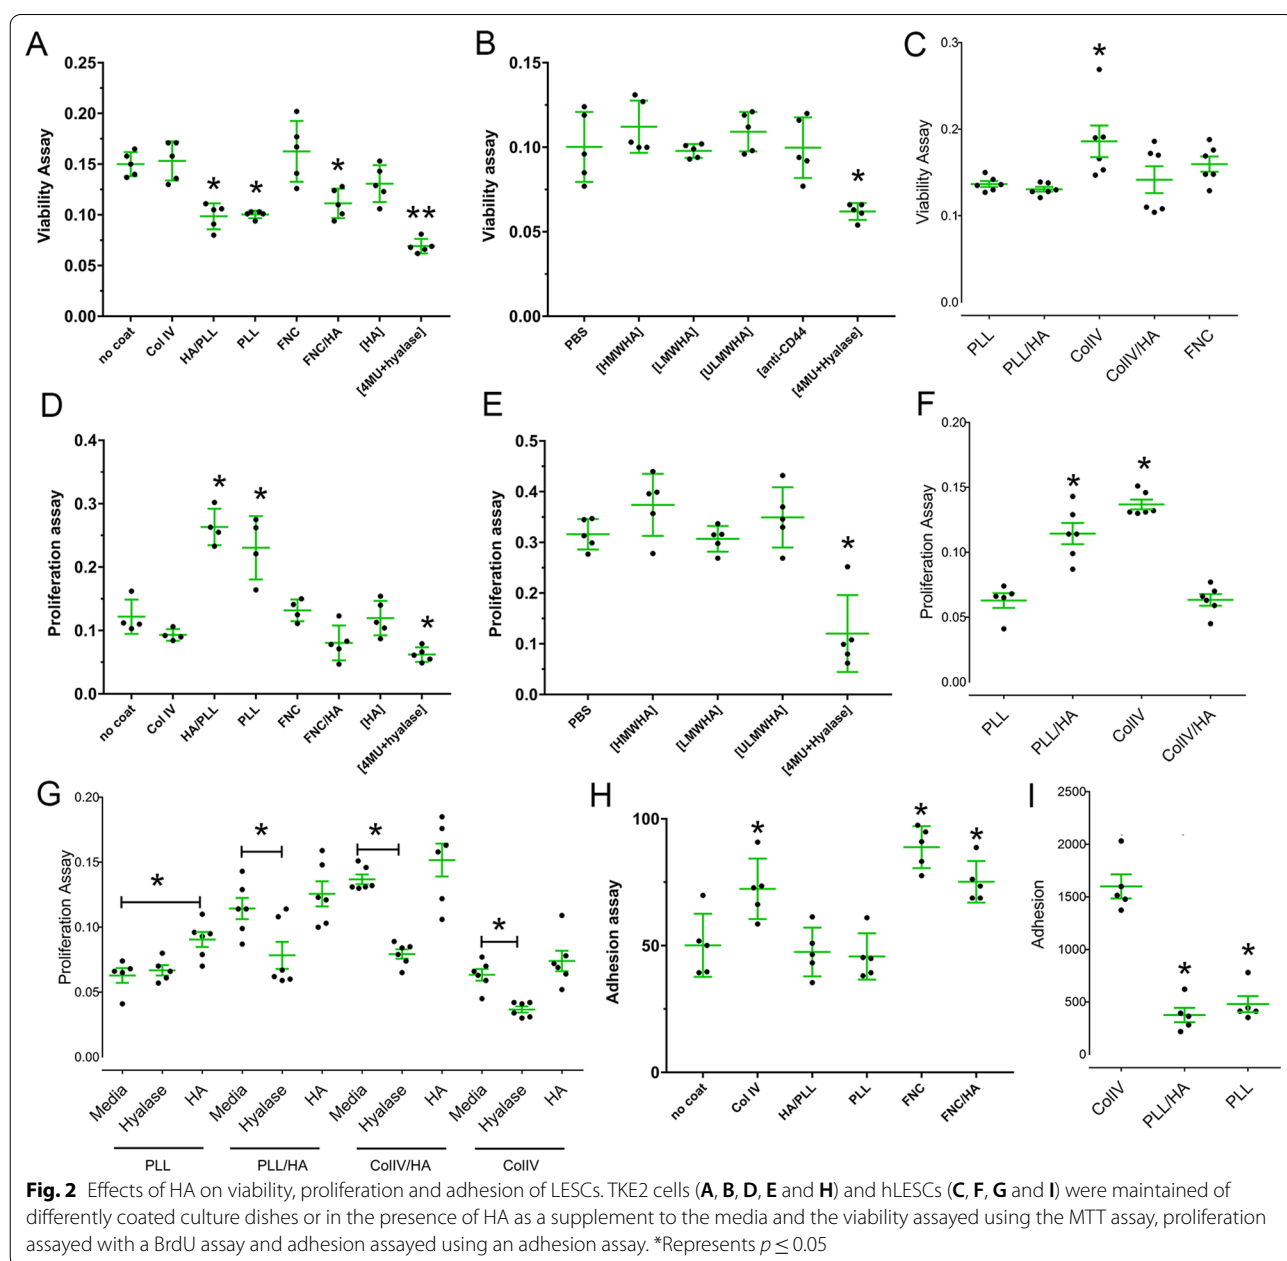 A
Viability Assay
0.25
0.20
0.15
0.10
0.05
0.00
* * * **
no coat Col IV HA/PLL PLL FNC FNC/HA [HA] [4MU+Hyalase]
B
Viability assay
0.15
0.10
0.05
0.00
*
PBS [HMWHA] [LMWHA] [ULMWHA] [anti-CD44 [4MU+Hyalase]
C
Viability Assay
0.3
0.2
0.1
0.0
*
PLL PLL/HA ColIV ColIV/HA FNC
D
Proliferation assay
0.4
0.3
0.2
0.1
0.0
* * *
no coat Col IV HA/PLL PLL FNC FNC/HA [HA] [4MU+hyalase]
E
Proliferation assay
0.5
0.4
0.3
0.2
0.1
0.0
*
PBS [HMWHA] [LMWHA] [ULMWHA] [4MU+Hyalase]
F
Proliferation Assay
0.20
0.15
0.10
0.05
0.00
* *
PLL PLL/HA ColIV ColIV/HA
G
Proliferation Assay
0.20
0.15
0.10
0.05
0.00
* * * *
Media Hyalase HA Media Hyalase HA Media Hyalase HA Media Hyalase HA
PLL PLL/HA ColIV/HA ColIV
H
Adhesion assay
100
50
0
* * *
no coat Col IV HA/PLL PLL FNC FNC/HA
I
Adhesion
2500
2000
1500
1000
500
0
* *
ColIV PLL/HA PLL
Fig. 2 Effects of HA on viability, proliferation and adhesion of LESCs. TKE2 cells (A, B, D, E and H) and hLESCs (C, F, G and I) were maintained of
differently coated culture dishes or in the presence of HA as a supplement to the media and the viability assayed using the MTT assay, proliferation
assayed with a BrdU assay and adhesion assayed using an adhesion assay. *Represents p ≤ 0.05